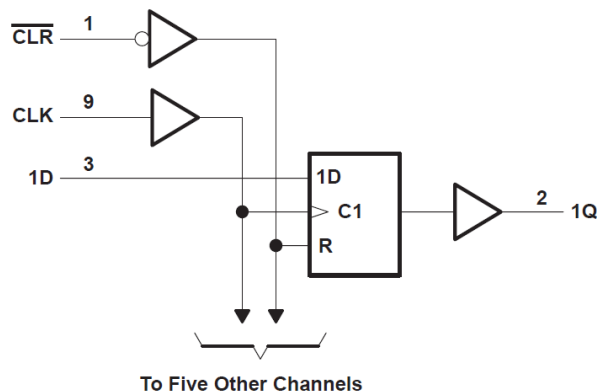 CLR 1
CLK 9
1D 3
1D
C1
R
2 1Q
To Five Other Channels